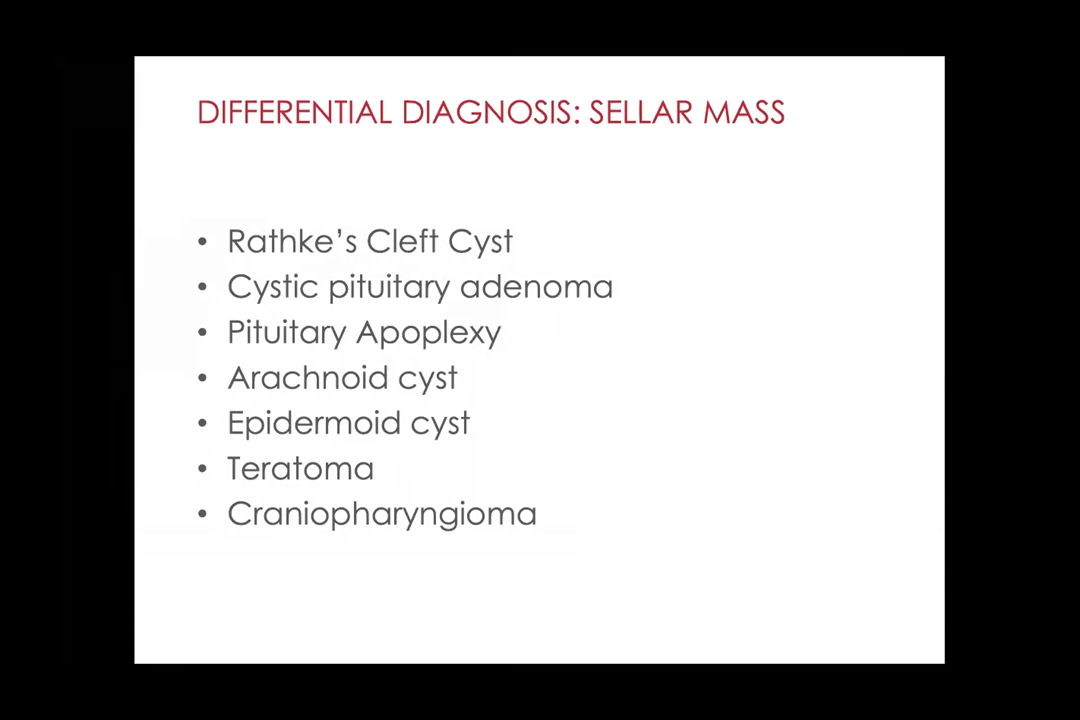 DIFFERENTIAL DIAGNOSIS: SELLAR MASS
• Rathke’s Cleft Cyst
• Cystic pituitary adenoma
• Pituitary Apoplexy
• Arachnoid cyst
• Epidermoid cyst
• Teratoma
• Craniopharyngioma